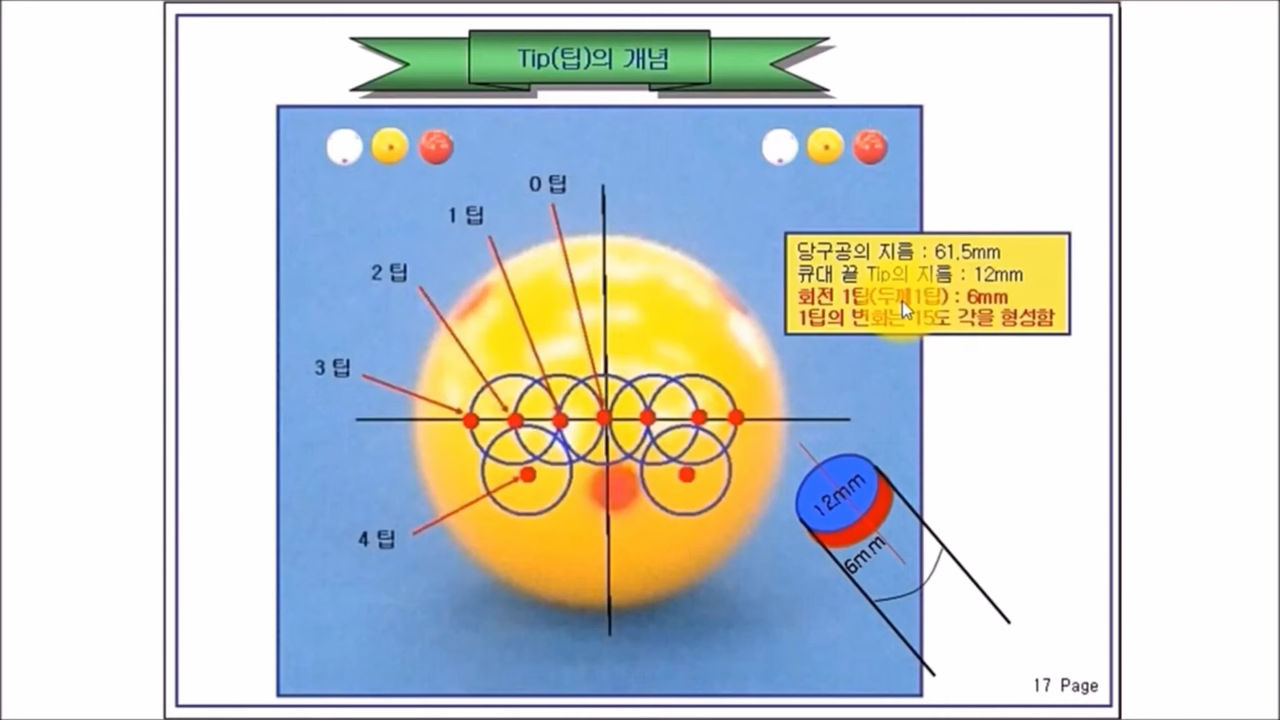 Tip(팁)의 개념
0 팁
1 팁
2 팁
3 팁
4 팁
당구공의 지름 : 61.5mm
큐대 끝 Tip의 지름 : 12mm
회전 1팁(두께1팁) : 6mm
1팁의 변화는 15도 각을 형성함
12mm
6mm
17 Page